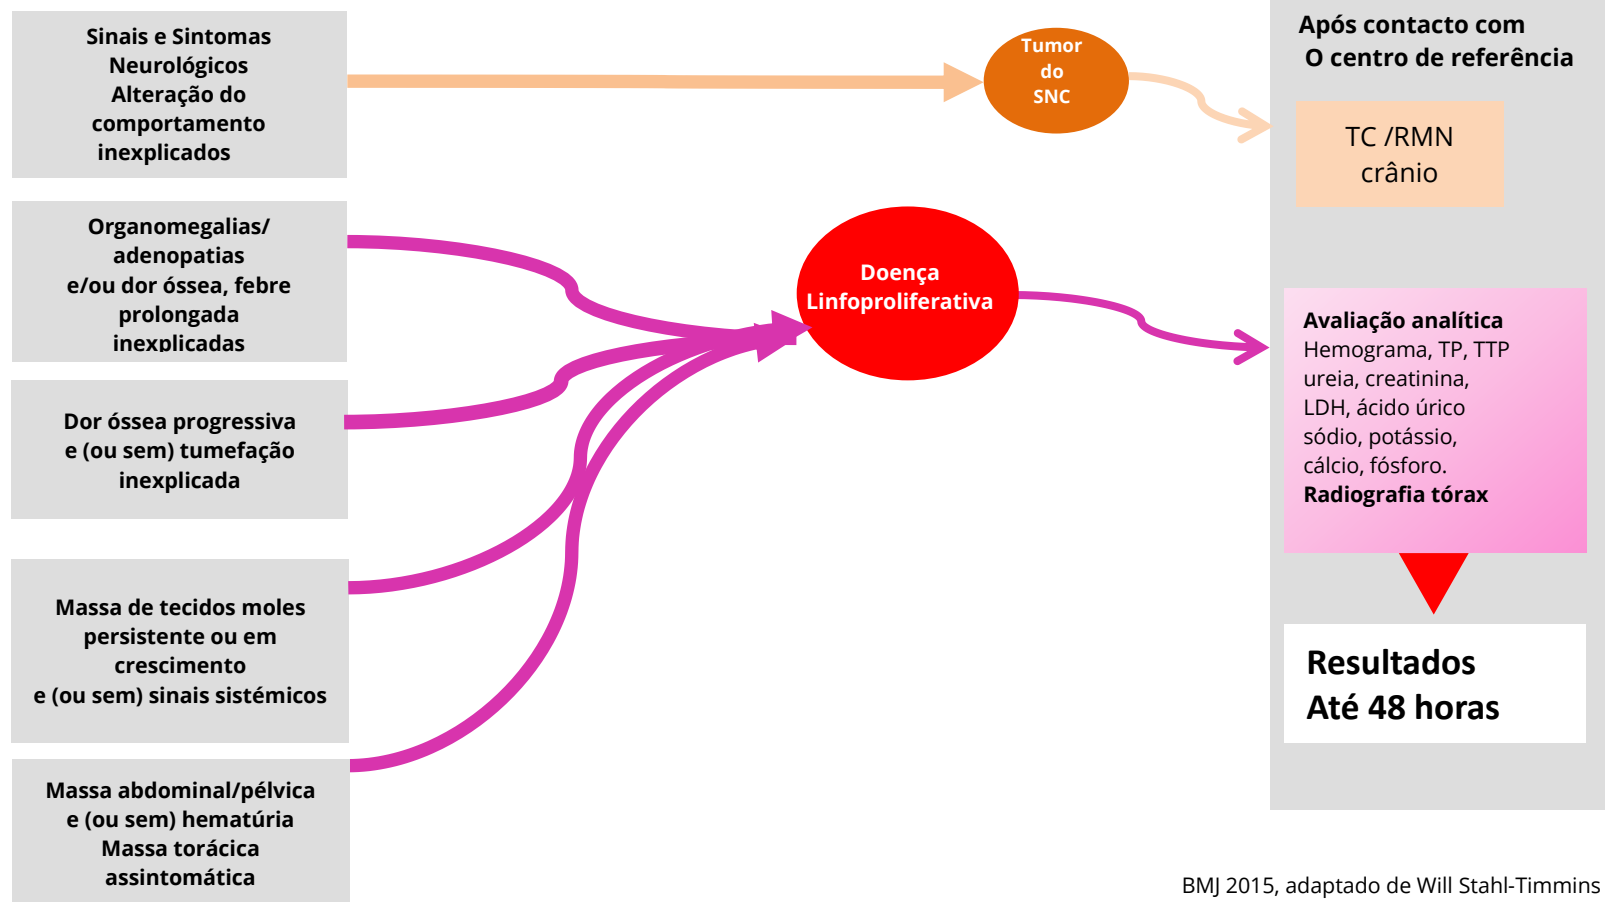 Sinais e Sintomas
Neurológicos
Alteração do
comportamento
inexplicados
Organomegalias/
adenopatias
e/ou dor óssea, febre
prolongada
inexplicadas
Dor óssea progressiva
e (ou sem) tumefação
inexplicada
Massa de tecidos moles
persistente ou em
crescimento
e (ou sem) sinais sistémicos
Massa abdominal/pélvica
e (ou sem) hematúria
Massa torácica
assintomática
Tumor
do
SNC
Doença
Linfoproliferativa
Após contacto com
O centro de referência
TC /RMN
crânio
Avaliação analítica
Hemograma, TP, TTP
ureia, creatinina,
LDH, ácido úrico
sódio, potássio,
cálcio, fósforo.
Radiografia tórax
Resultados
Até 48 horas
BMJ 2015, adaptado de Will Stahl-Timmins